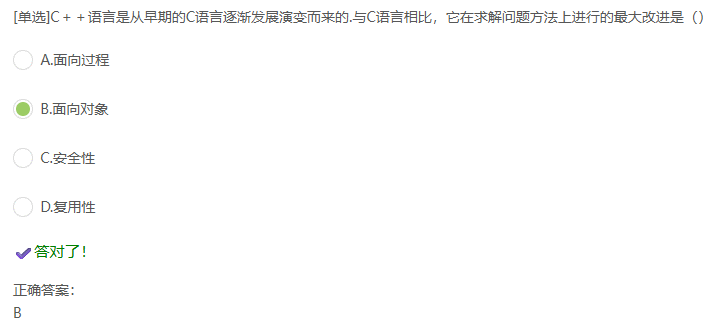 [单选]C＋＋语言是从早期的C语言逐渐发展演变而来的.与C语言相比，它在求解问题方法上进行的最大改进是（）
A.面向过程
B.面向对象
C.安全性
D.复用性
答对了!
正确答案：
B